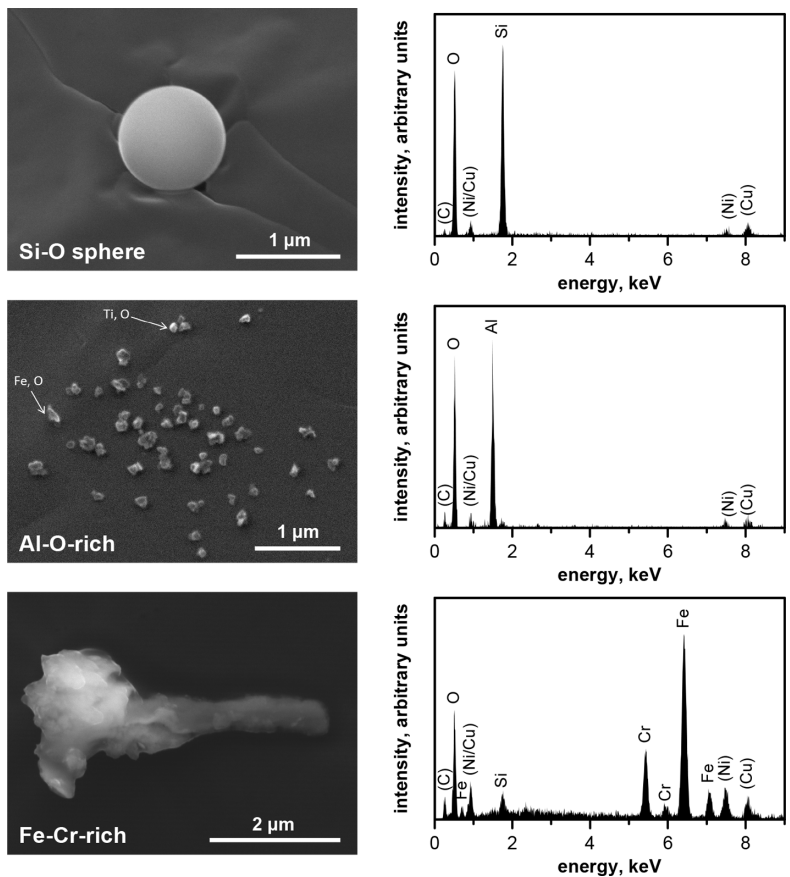 Si-O sphere
1 µm
intensity, arbitrary units
(C)
O
(Ni/Cu)
Si
(Ni)
(Cu)
0 2 4 6 8
energy, keV
Ti, O
Fe, O
Al-O-rich
1 µm
intensity, arbitrary units
(C)
O
(Ni/Cu)
Al
(Ni)
(Cu)
0 2 4 6 8
energy, keV
Fe-Cr-rich
2 µm
intensity, arbitrary units
(C)
O
Fe
(Ni/Cu)
Si
Cr
Cr
Fe
Fe
(Ni)
(Cu)
0 2 4 6 8
energy, keV